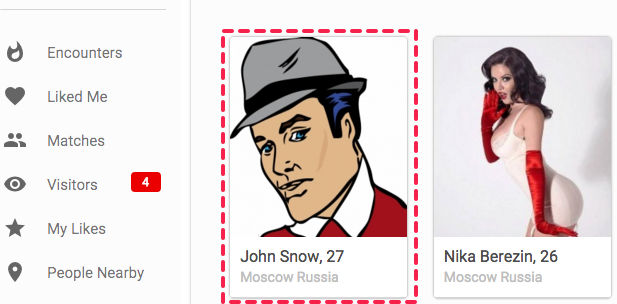 Encounters
Liked Me
Matches
Visitors 4
My Likes
People Nearby
John Snow, 27
Moscow Russia
Nika Berezin, 26
Moscow Russia